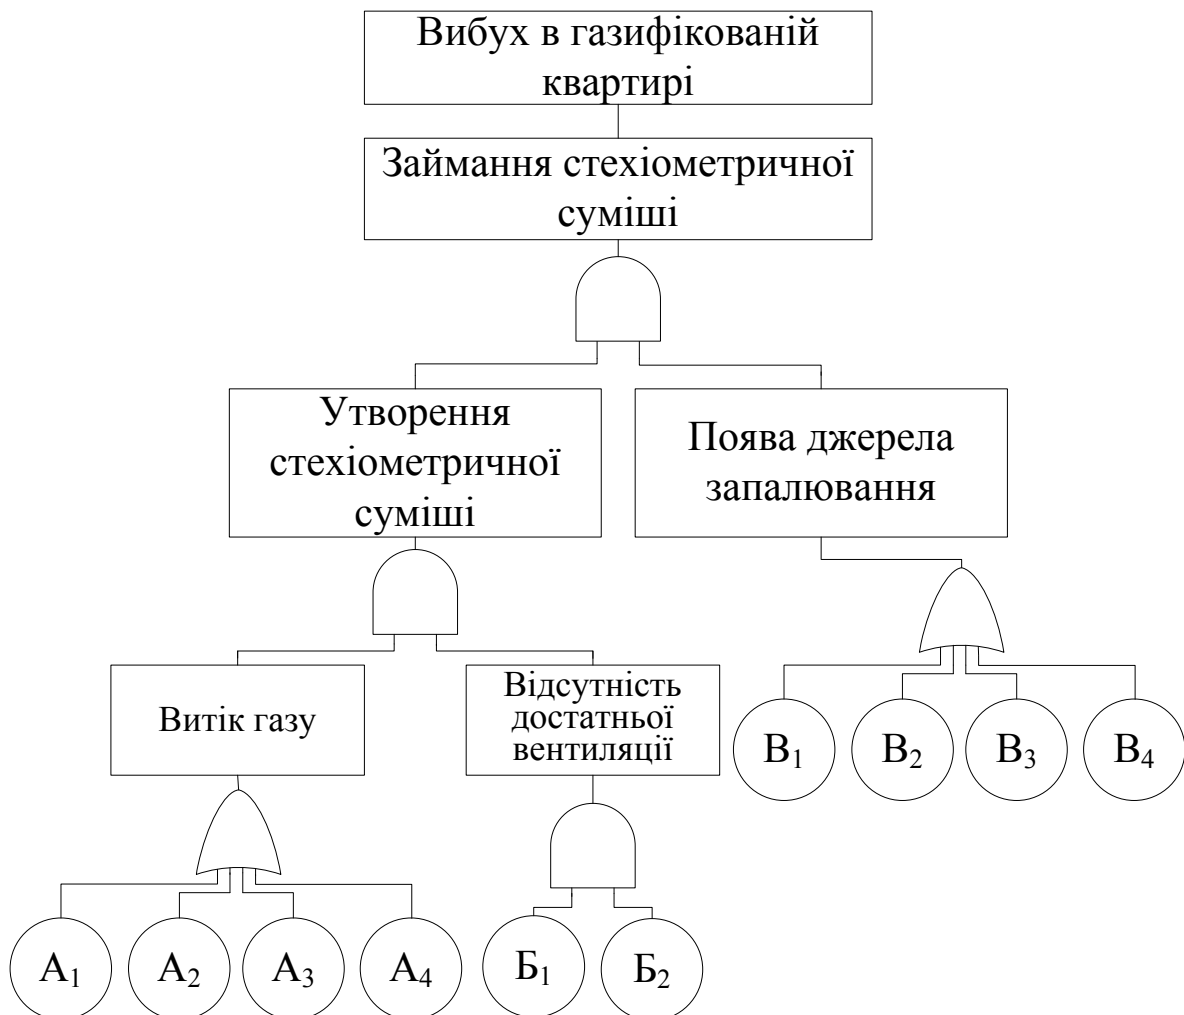 Вибух в газифікованій
квартирі
Займання стехіометричної
суміші
Утворення
стехіометричної
суміші
Поява джерела
запалювання
Витік газу
Відсутність
достатньої
вентиляції
В₁ В₂ В₃ В₄
А₁ А₂ А₃ А₄ Б₁ Б₂